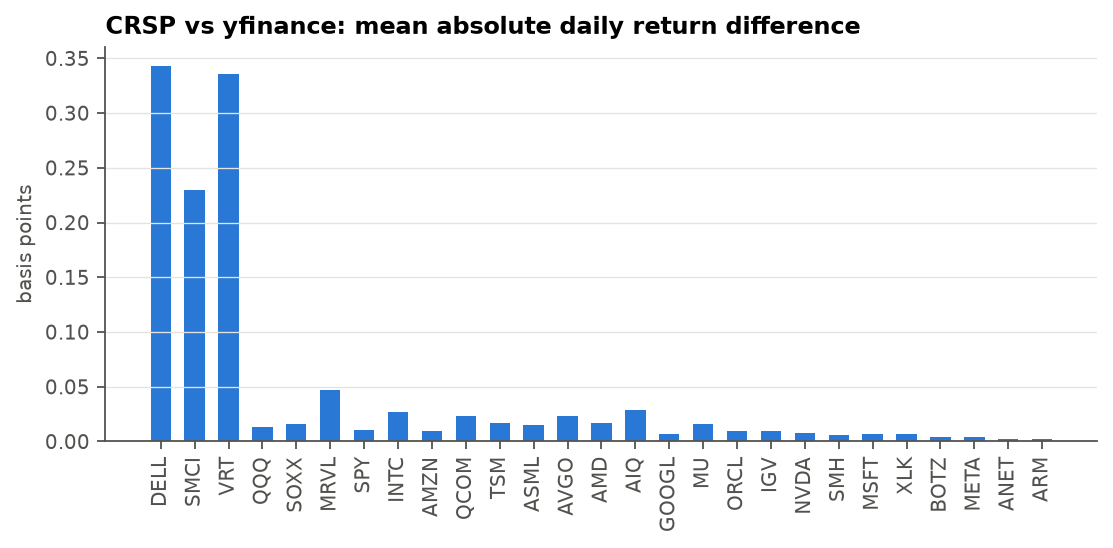 CRSP vs yfinance: mean absolute daily return difference
basis points
0.35
0.30
0.25
0.20
0.15
0.10
0.05
0.00
DELL
SMCI
VRT
QQQ
SOXX
MRVL
SPY
INTC
AMZN
QCOM
TSM
ASML
AVGO
AMD
AIQ
GOOGL
MU
ORCL
IGV
NVDA
SMH
MSFT
XLK
BOTZ
META
ANET
ARM